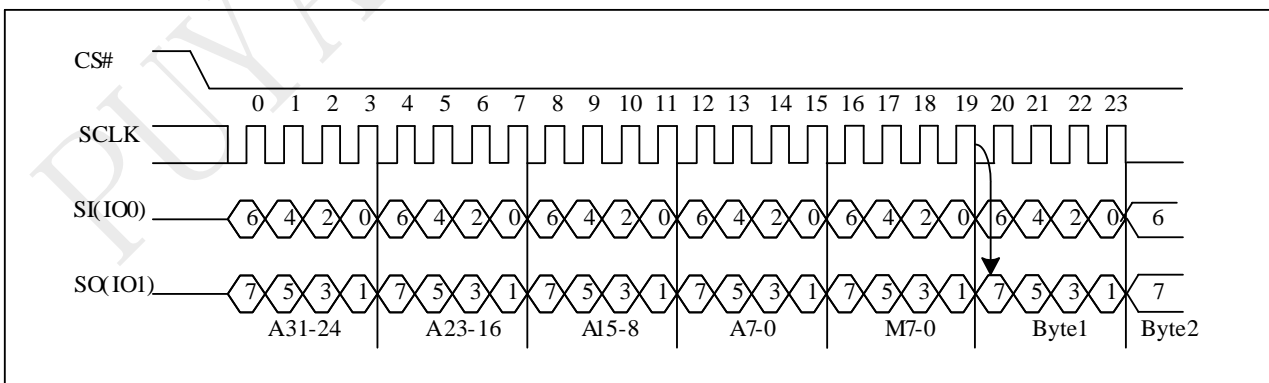 PUYA
CS#
0 1 2 3 4 5 6 7 8 9 10 11 12 13 14 15 16 17 18 19 20 21 22 23
SCLK
SI(IO0) 6 4 2 0 6 4 2 0 6 4 2 0 6 4 2 0 6 4 2 0 6 4 2 0 6
SO(IO1) 7 5 3 1 7 5 3 1 7 5 3 1 7 5 3 1 7 5 3 1 7 5 3 1 7
A31-24 A23-16 A15-8 A7-0 M7-0 Byte1 Byte2